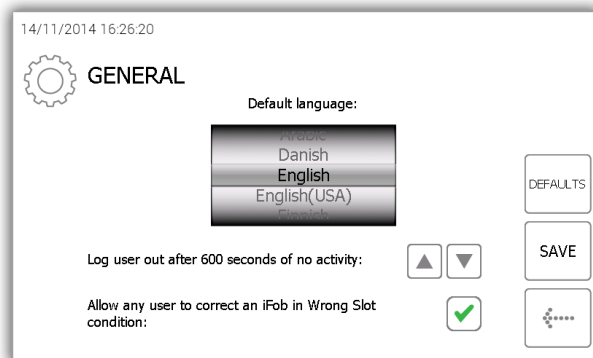 14/11/2014 16:26:20
GENERAL
Default language:
Arabic
Danish
English
English(USA)
Finnish
DEFAULTS
Log user out after 600 seconds of no activity:
SAVE
Allow any user to correct an iFob in Wrong Slot
condition: